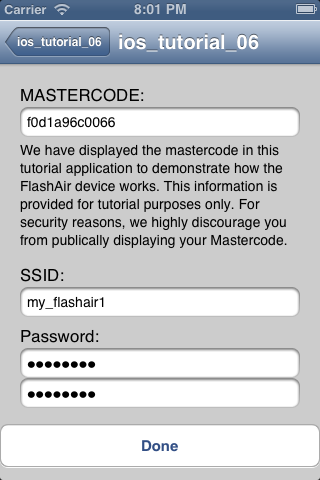 Carrier 8:01 PM
ios_tutorial_06 ios_tutorial_06
MASTERCODE:
f0d1a96c0066
We have displayed the mastercode in this
tutorial application to demonstrate how the
FlashAir device works. This information is
provided for tutorial purposes only. For
security reasons, we highly discourage you
from publically displaying your Mastercode.
SSID:
my_flashair1
Password:
••••••••
••••••••
Done